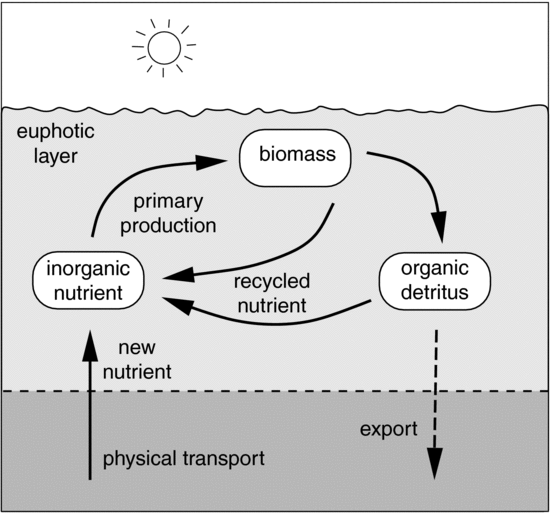 euphotic
layer
biomass
primary
production
inorganic
nutrient
recycled
nutrient
organic
detritus
new
nutrient
export
physical transport